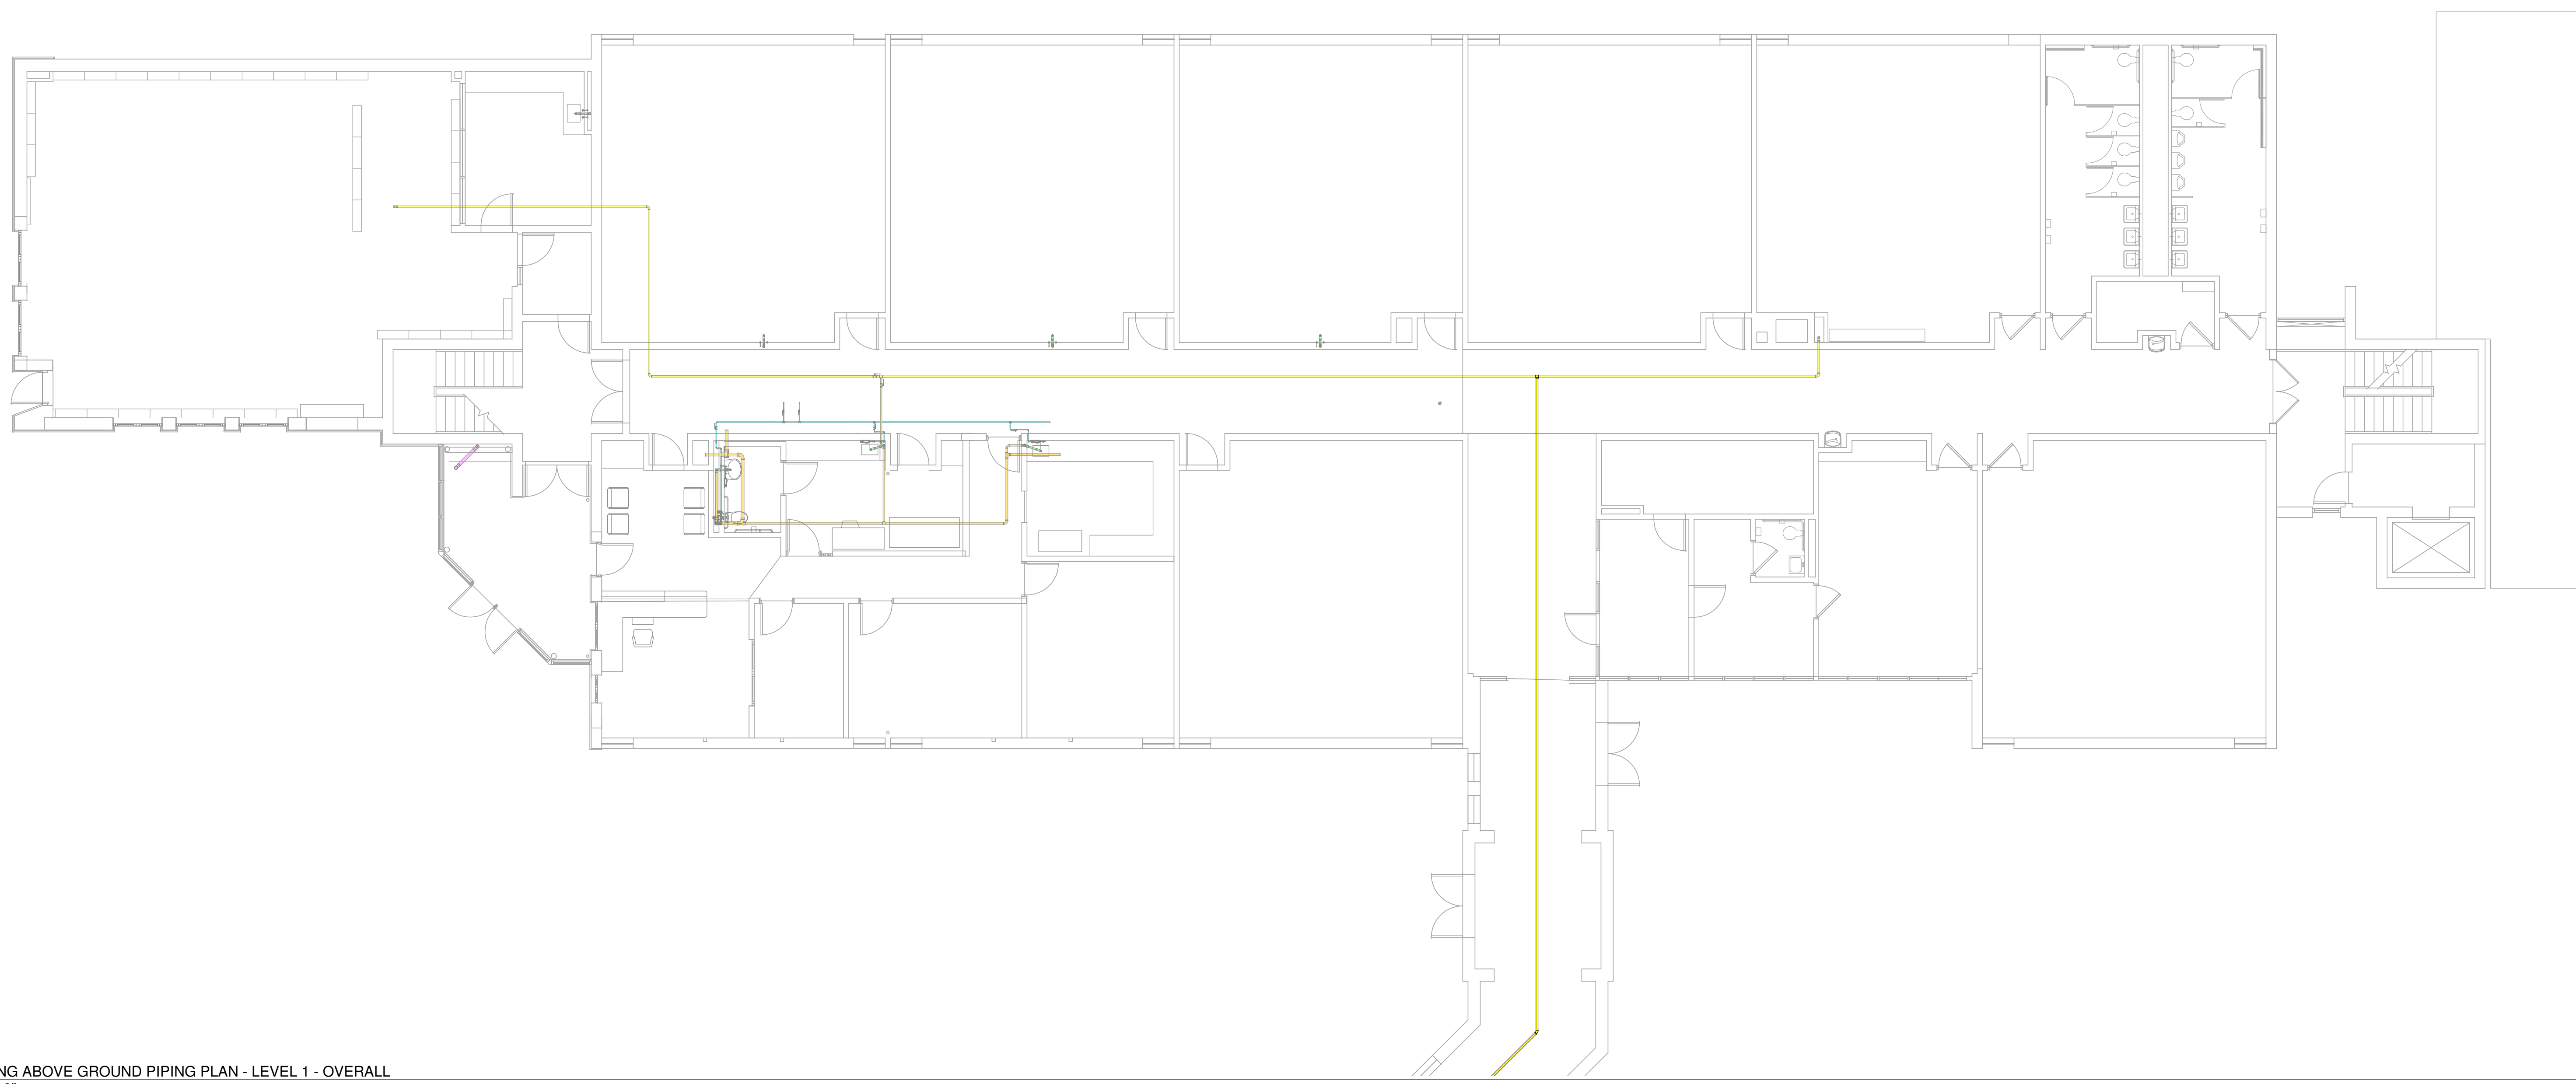 NG ABOVE GROUND PIPING PLAN - LEVEL 1 - OVERALL